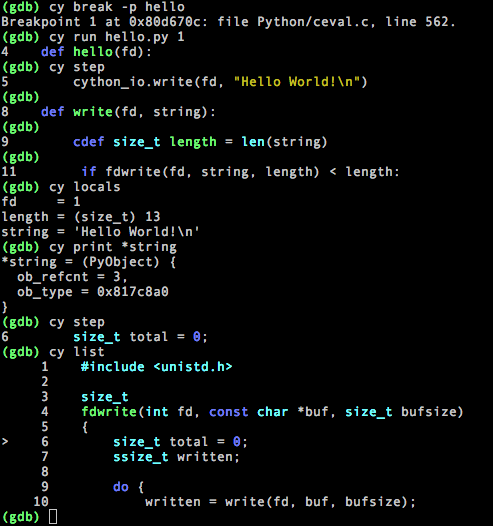 (gdb) cy break -p hello
Breakpoint 1 at 0x80d670c: file Python/ceval.c, line 562.
(gdb) cy run hello.py 1
4    def hello(fd):
(gdb) cy step
5        cython_io.write(fd, "Hello World!\n")
(gdb)
8    def write(fd, string):
(gdb)
9        cdef size_t length = len(string)
(gdb)
11        if fdwrite(fd, string, length) < length:
(gdb) cy locals
fd     = 1
length = (size_t) 13
string = 'Hello World!\n'
(gdb) cy print *string
*string = (PyObject) {
  ob_refcnt = 3,
  ob_type = 0x817c8a0
}
(gdb) cy step
6        size_t total = 0;
(gdb) cy list
     1    #include <unistd.h>
     2
     3    size_t
     4    fdwrite(int fd, const char *buf, size_t bufsize)
     5    {
>    6        size_t total = 0;
     7        ssize_t written;
     8
     9        do {
    10            written = write(fd, buf, bufsize);
(gdb)